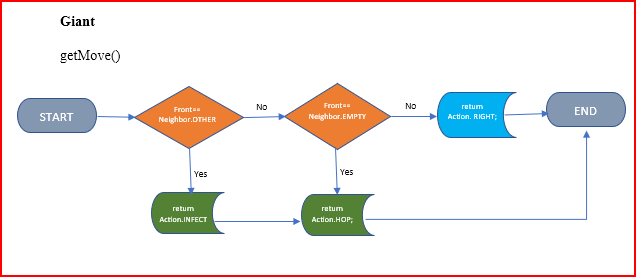 Giant
getMove()
START
Front==
Neighbor.OTHER
No
Front==
Neighbor.EMPTY
No
return
Action. RIGHT;
END
Yes
Yes
return
Action.INFECT
return
Action.HOP;